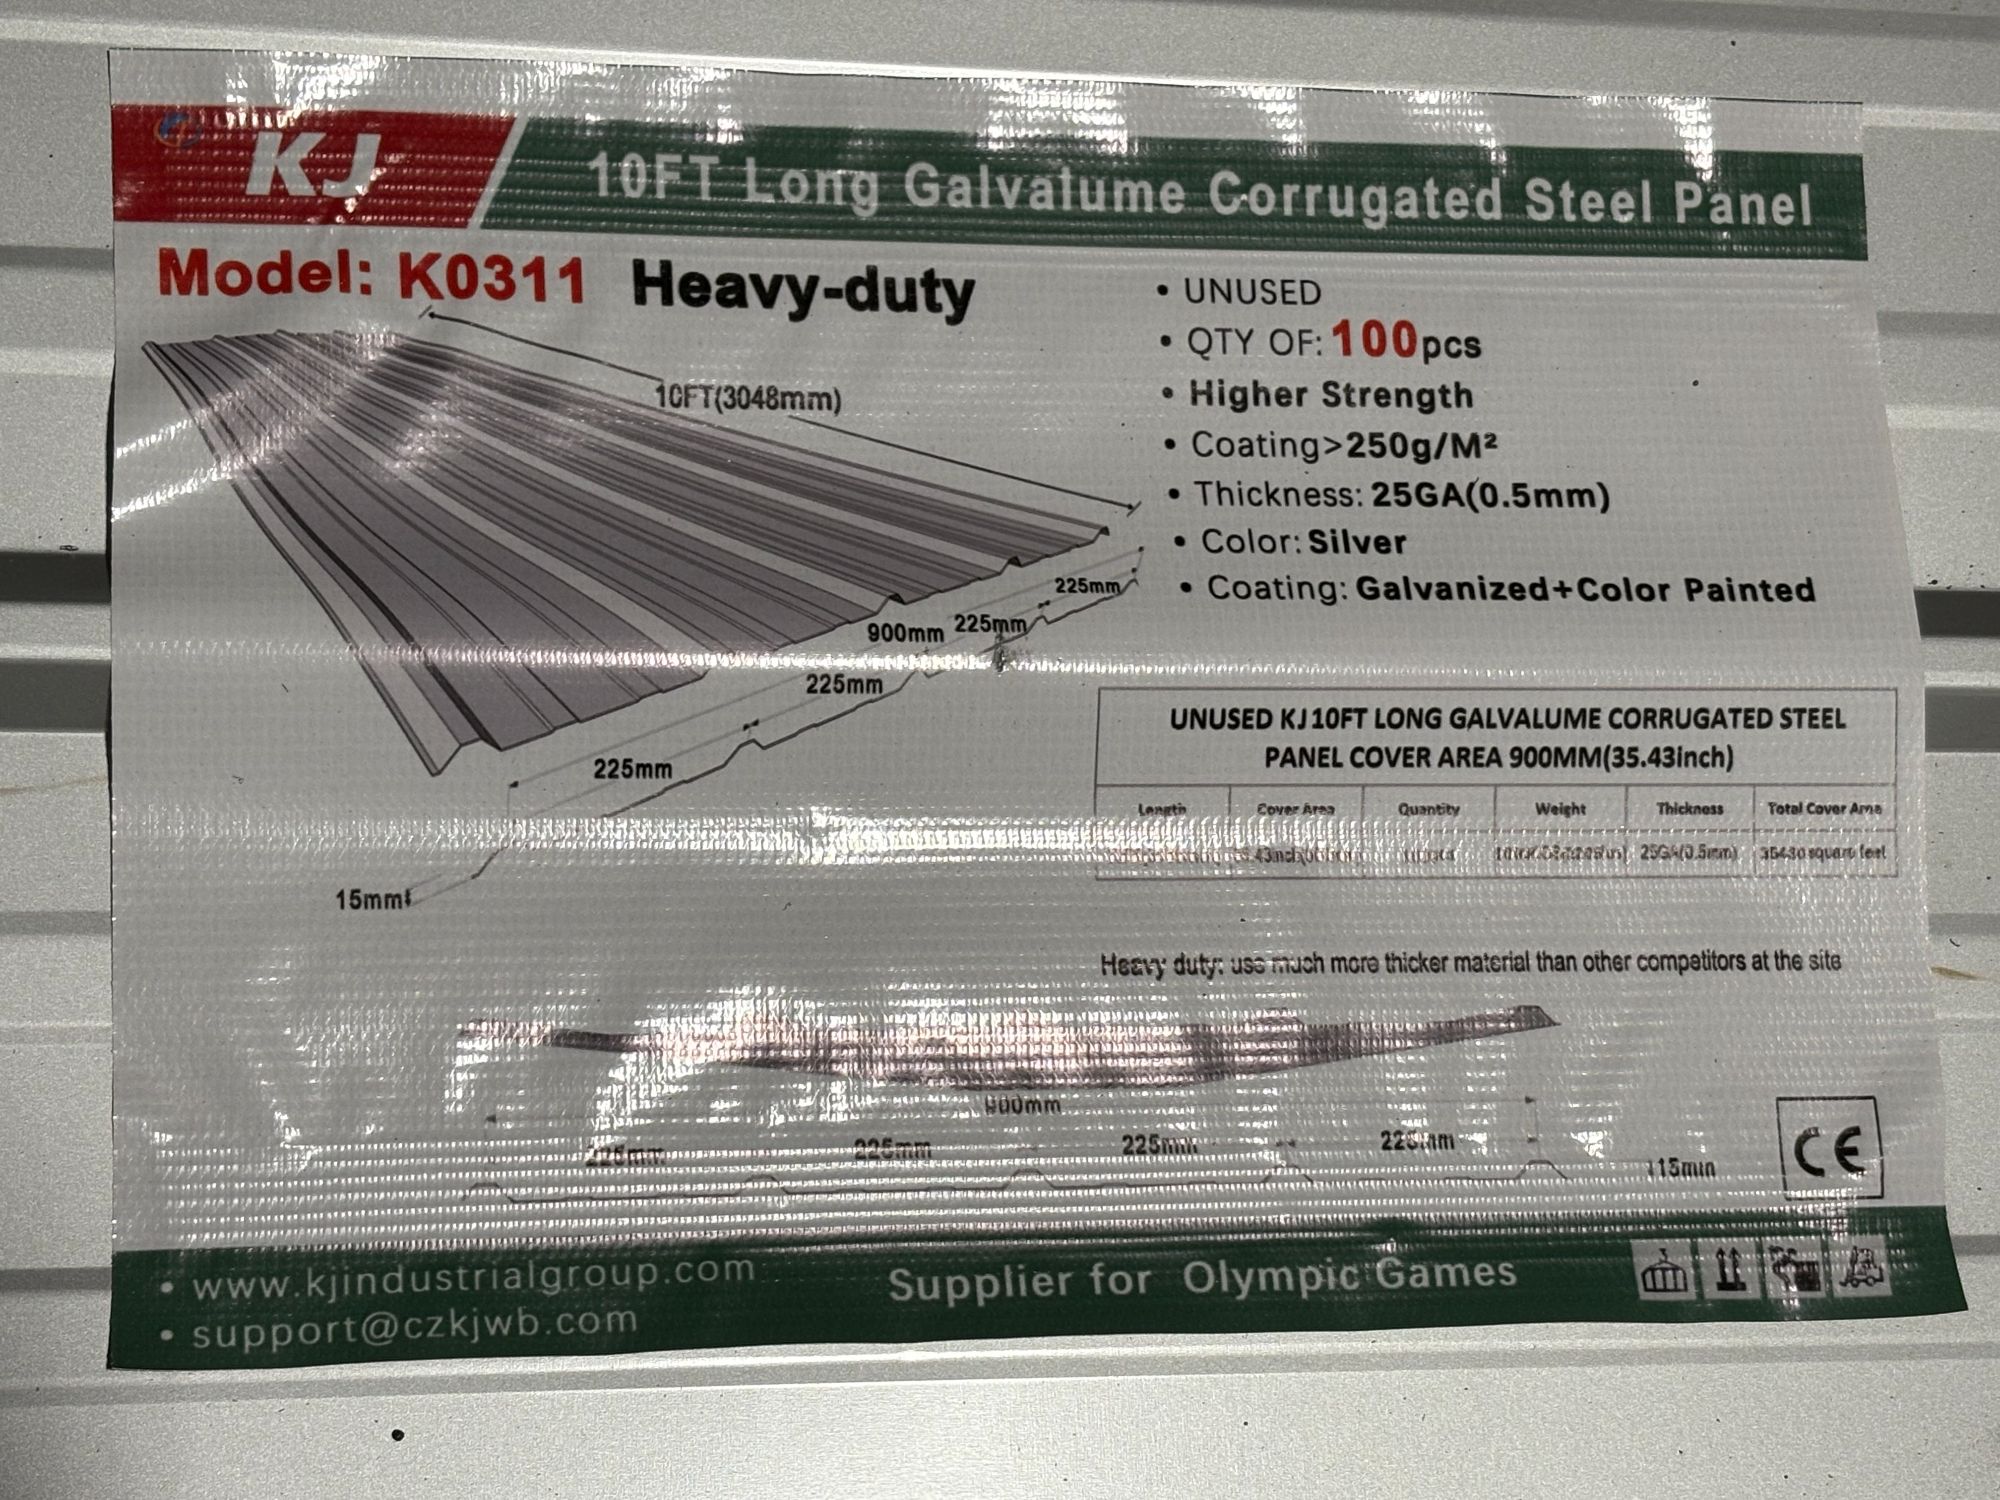 KJ
10FT Long Galvalume Corrugated Steel Panel
Model: K0311 Heavy-duty
• UNUSED
• QTY OF: 100pcs
• Higher Strength
• Coating>250g/M²
• Thickness: 25GA(0.5mm)
• Color: Silver
• Coating: Galvanized+Color Painted
10FT(3048mm)
225mm
900mm 225mm
225mm
225mm
15mm
UNUSED KJ 10FT LONG GALVALUME CORRUGATED STEEL
PANEL COVER AREA 900MM(35.43inch)
Length Cover Area Quantity Weight Thickness Total Cover Area
25GA(0.5mm) square feet
Heavy duty: use much more thicker material than other competitors at the site
900mm
225mm 225mm 225mm 225mm
15mm
CE
• www.kjindustrialgroup.com
• support@czkjwb.com
Supplier for Olympic Games